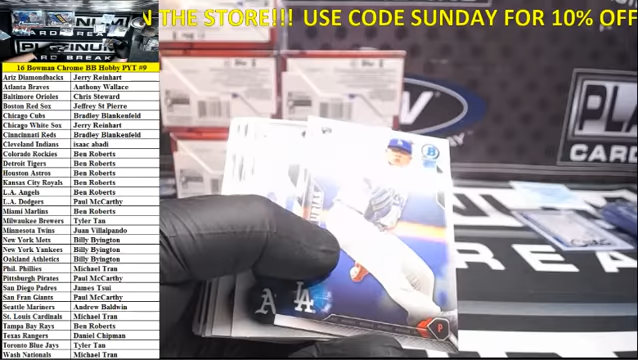 N THE STORE!!! USE CODE SUNDAY FOR 10% OFF
PLATINUM
CARD BREAK
16 Bowman Chrome BB Hobby PYT #9
Ariz Diamondbacks Jerry Reinhart
Atlanta Braves Anthony Wallace
Baltimore Orioles Chris Steward
Boston Red Sox Jeffrey St Pierre
Chicago Cubs Bradley Blankenfeld
Chicago White Sox Jerry Reinhart
Cinncinnati Reds Bradley Blankenfeld
Cleveland Indians isaac abadi
Colorado Rockies Ben Roberts
Detroit Tigers Ben Roberts
Houston Astros Ben Roberts
Kansas City Royals Ben Roberts
L.A. Angels Ben Roberts
L.A. Dodgers Paul McCarthy
Miami Marlins Ben Roberts
Milwaukee Brewers Tyler Tan
Minnesota Twins Juan Villalpando
New York Mets Billy Byington
New York Yankees Billy Byington
Oakland Athletics Billy Byington
Phil. Phillies Michael Tran
Pittsburgh Pirates Paul McCarthy
San Diego Padres James Tsui
San Fran Giants Paul McCarthy
Seattle Mariners Andrew Baldwin
St. Louis Cardinals Michael Tran
Tampa Bay Rays Ben Roberts
Texas Rangers Daniel Chipman
Toronto Blue Jays Tyler Tan
Wash Nationals Michael Tran
PLATI
CARD
B
LA
P